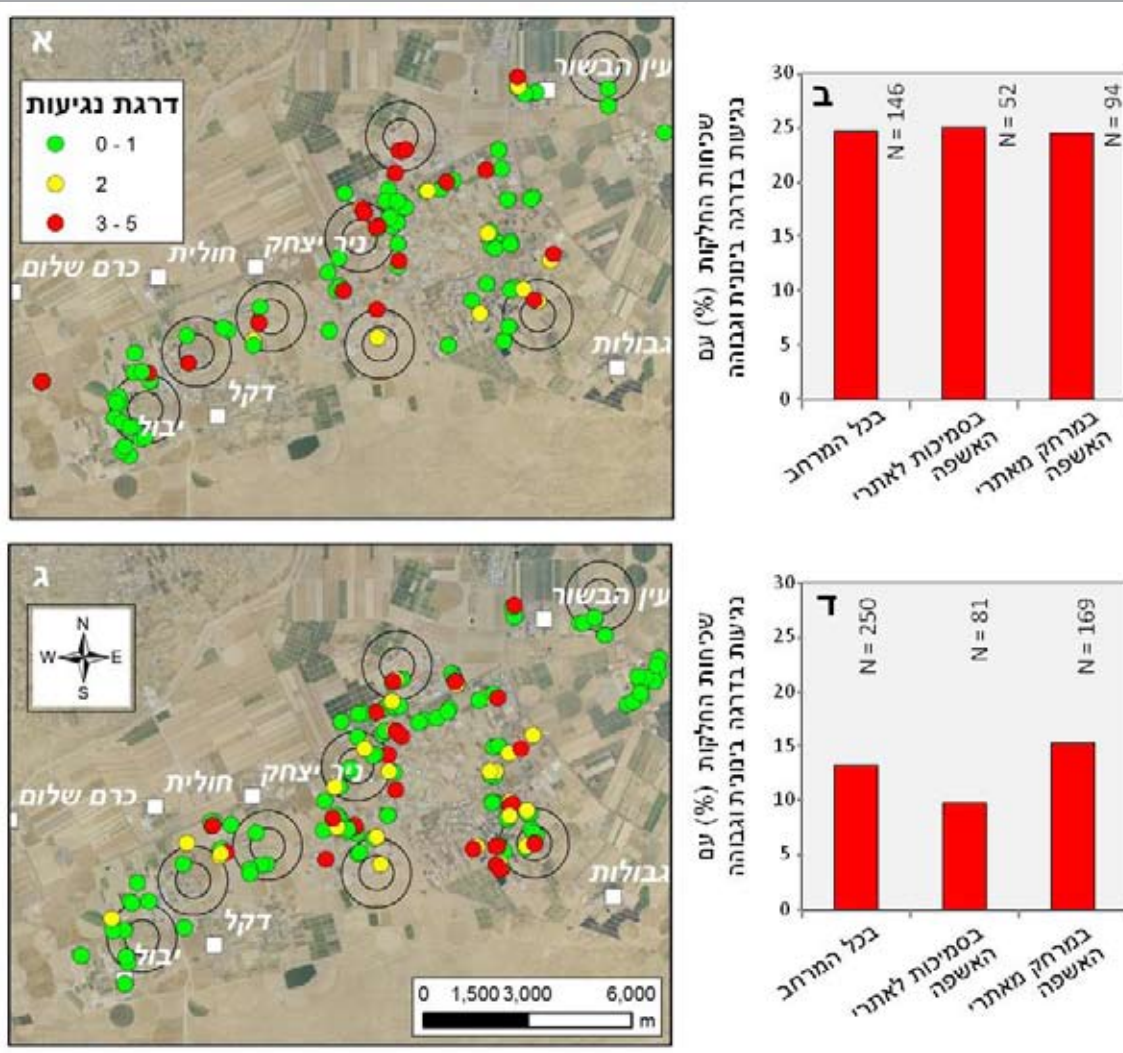 א
דרגת נגיעות
0 - 1
2
3 - 5
עין הבשור
ניר יצחק
חולית
כרם שלום
גבולות
דקל
יבול
ב
שכיחות החלקות (%) עם
נגיעות בדרגה בינונית וגבוהה
30
25
20
15
10
5
0
N = 146
N = 52
N = 94
בכל המרחב
בסמיכות לאתרי
האשפה
במרחק מאתרי
האשפה
ג
N
W E
S
עין הבשור
ניר יצחק
חולית
כרם שלום
גבולות
דקל
יבול
0 1,500 3,000 6,000
m
ד
שכיחות החלקות (%) עם
נגיעות בדרגה בינונית וגבוהה
30
25
20
15
10
5
0
N = 250
N = 81
N = 169
בכל המרחב
בסמיכות לאתרי
האשפה
במרחק מאתרי
האשפה